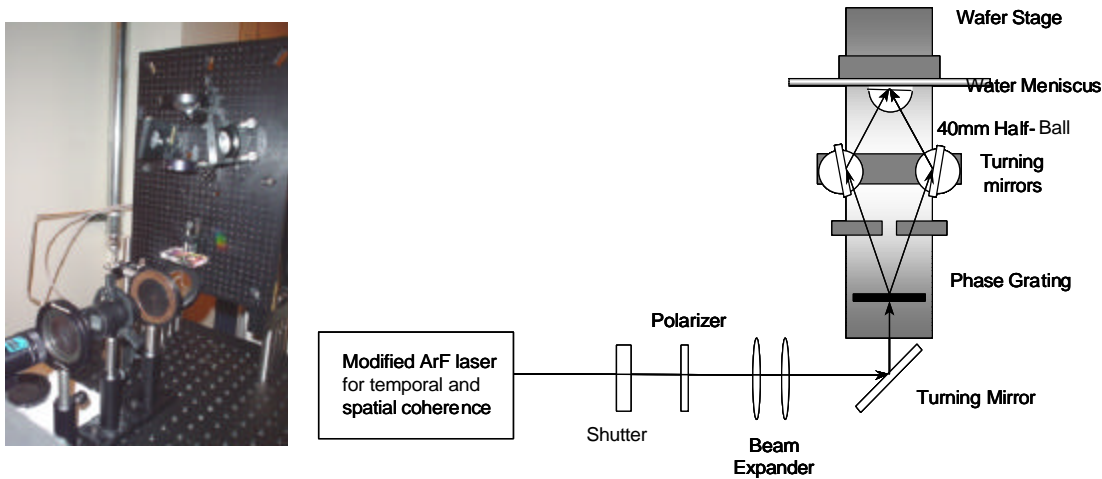 Wafer Stage
Water Meniscus
40mm Half- Ball
Turning
mirrors
Phase Grating
Polarizer
Modified ArF laser
for temporal and
spatial coherence
Turning Mirror
Shutter
Beam
Expander